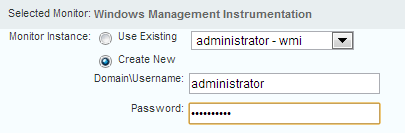 Selected Monitor: Windows Management Instrumentation
Monitor Instance: Use Existing administrator - wmi
Create New
Domain\Username: administrator
Password: ••••••••••